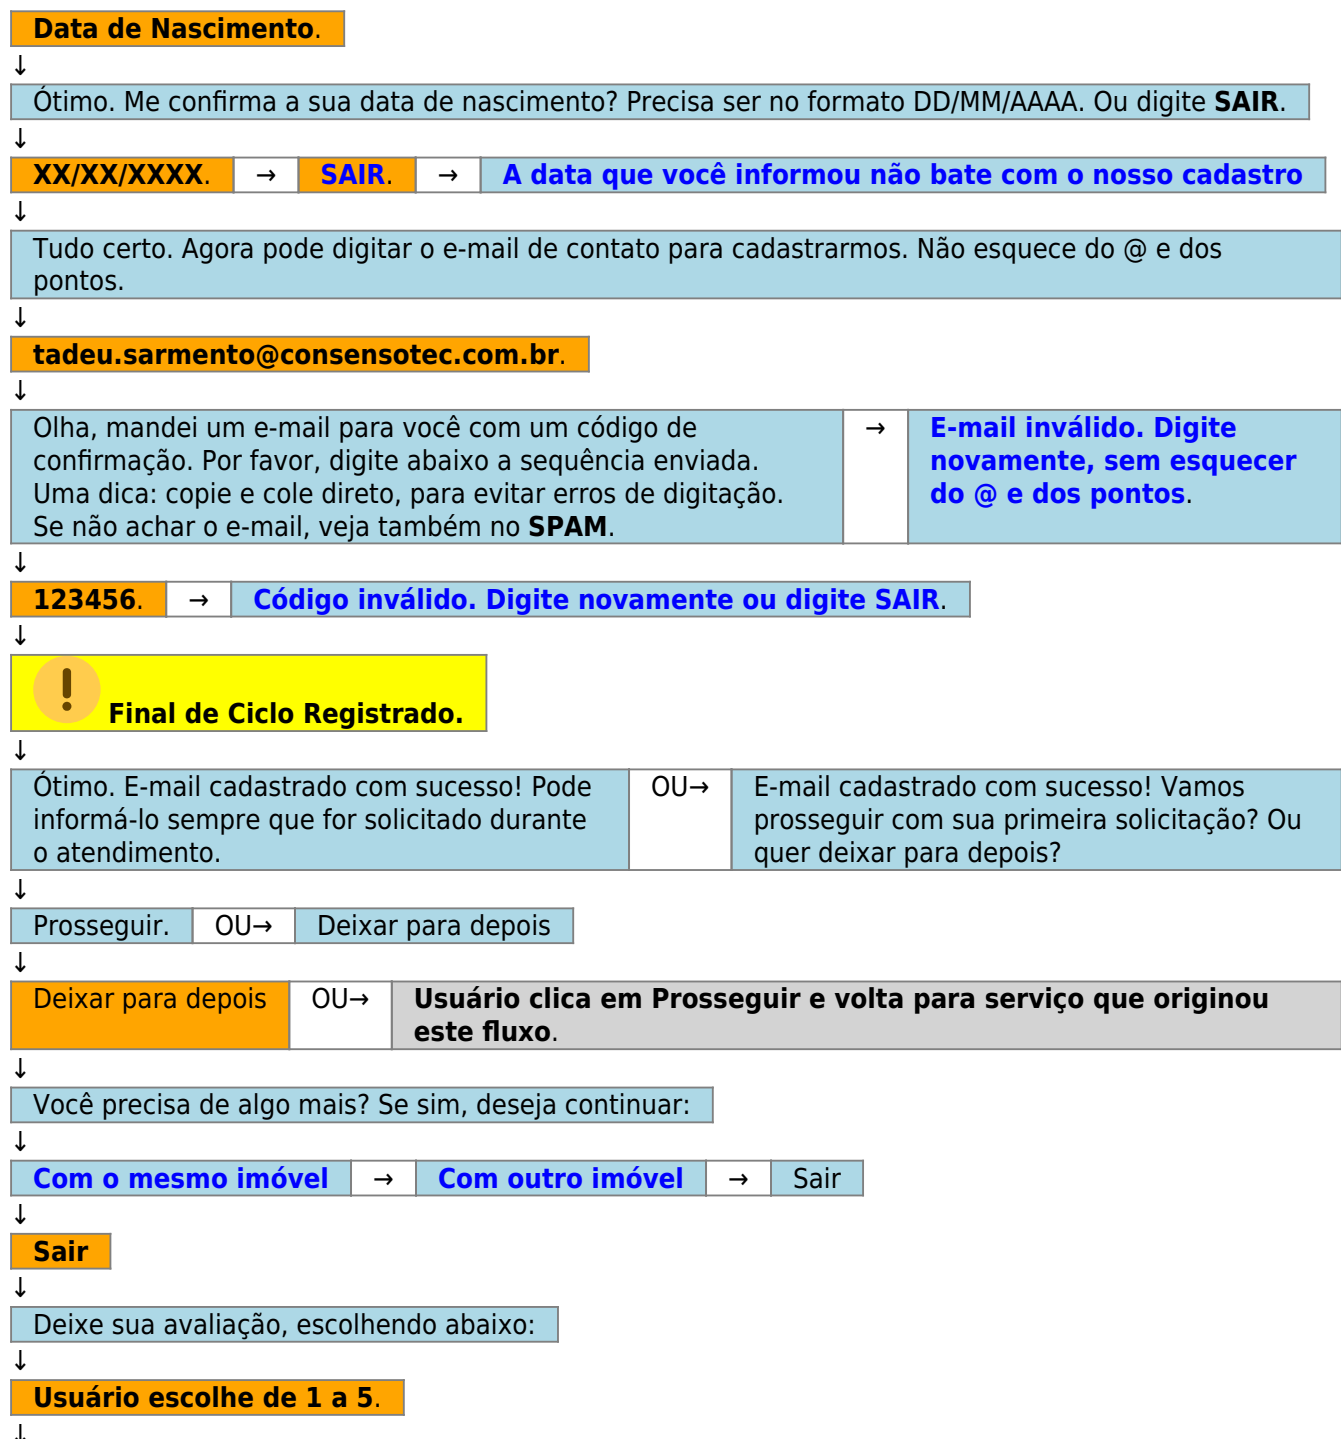 Data de Nascimento.
↓
Ótimo. Me confirma a sua data de nascimento? Precisa ser no formato DD/MM/AAAA. Ou digite SAIR.
↓
XX/XX/XXXX. → SAIR. → A data que você informou não bate com o nosso cadastro
↓
Tudo certo. Agora pode digitar o e-mail de contato para cadastrarmos. Não esquece do @ e dos
pontos.
↓
tadeu.sarmento@consensotec.com.br.
↓
Olha, mandei um e-mail para você com um código de
confirmação. Por favor, digite abaixo a sequência enviada.
Uma dica: copie e cole direto, para evitar erros de digitação.
Se não achar o e-mail, veja também no SPAM.
→
E-mail inválido. Digite
novamente, sem esquecer
do @ e dos pontos.
↓
123456. → Código inválido. Digite novamente ou digite SAIR.
↓
Final de Ciclo Registrado.
↓
Ótimo. E-mail cadastrado com sucesso! Pode
informá-lo sempre que for solicitado durante
o atendimento.
OU→
E-mail cadastrado com sucesso! Vamos
prosseguir com sua primeira solicitação? Ou
quer deixar para depois?
↓
Prosseguir. OU→ Deixar para depois
↓
Deixar para depois OU→ Usuário clica em Prosseguir e volta para serviço que originou
este fluxo.
↓
Você precisa de algo mais? Se sim, deseja continuar:
↓
Com o mesmo imóvel → Com outro imóvel → Sair
↓
Sair
↓
Deixe sua avaliação, escolhendo abaixo:
↓
Usuário escolhe de 1 a 5.
↓